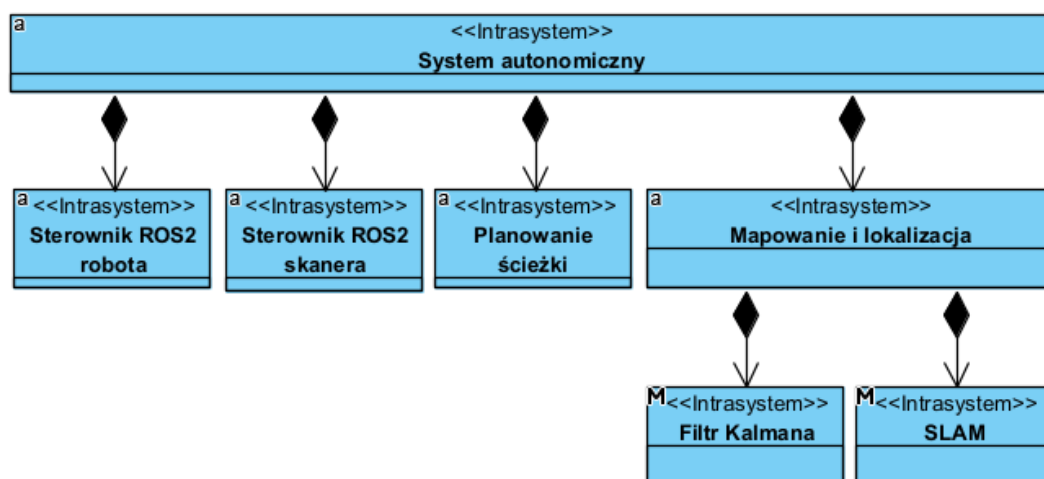 a
<<Intrasystem>>
System autonomiczny
a
<<Intrasystem>>
Sterownik ROS2
robota
a
<<Intrasystem>>
Sterownik ROS2
skanera
a
<<Intrasystem>>
Planowanie
ścieżki
a
<<Intrasystem>>
Mapowanie i lokalizacja
M
<<Intrasystem>>
Filtr Kalmana
M
<<Intrasystem>>
SLAM